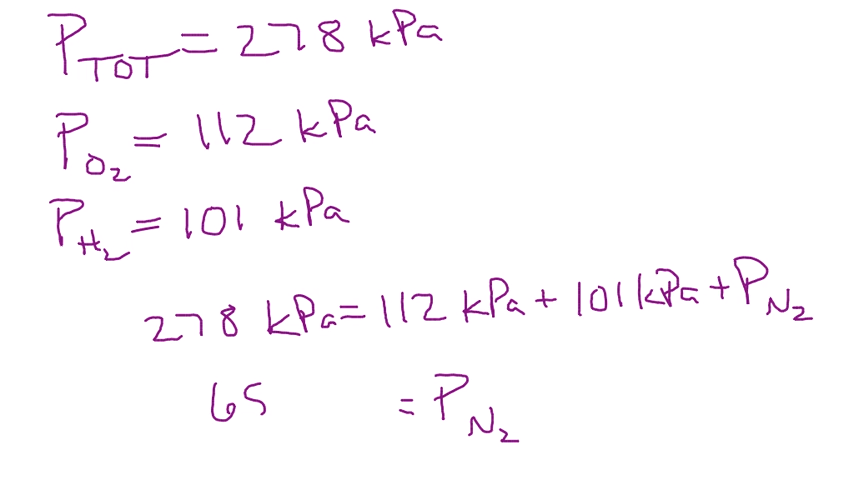 P_TOT = 278 kPa
P_O₂ = 112 kPa
P_H₂ = 101 kPa
278 kPa = 112 kPa + 101 kPa + P_N₂
65 = P_N₂